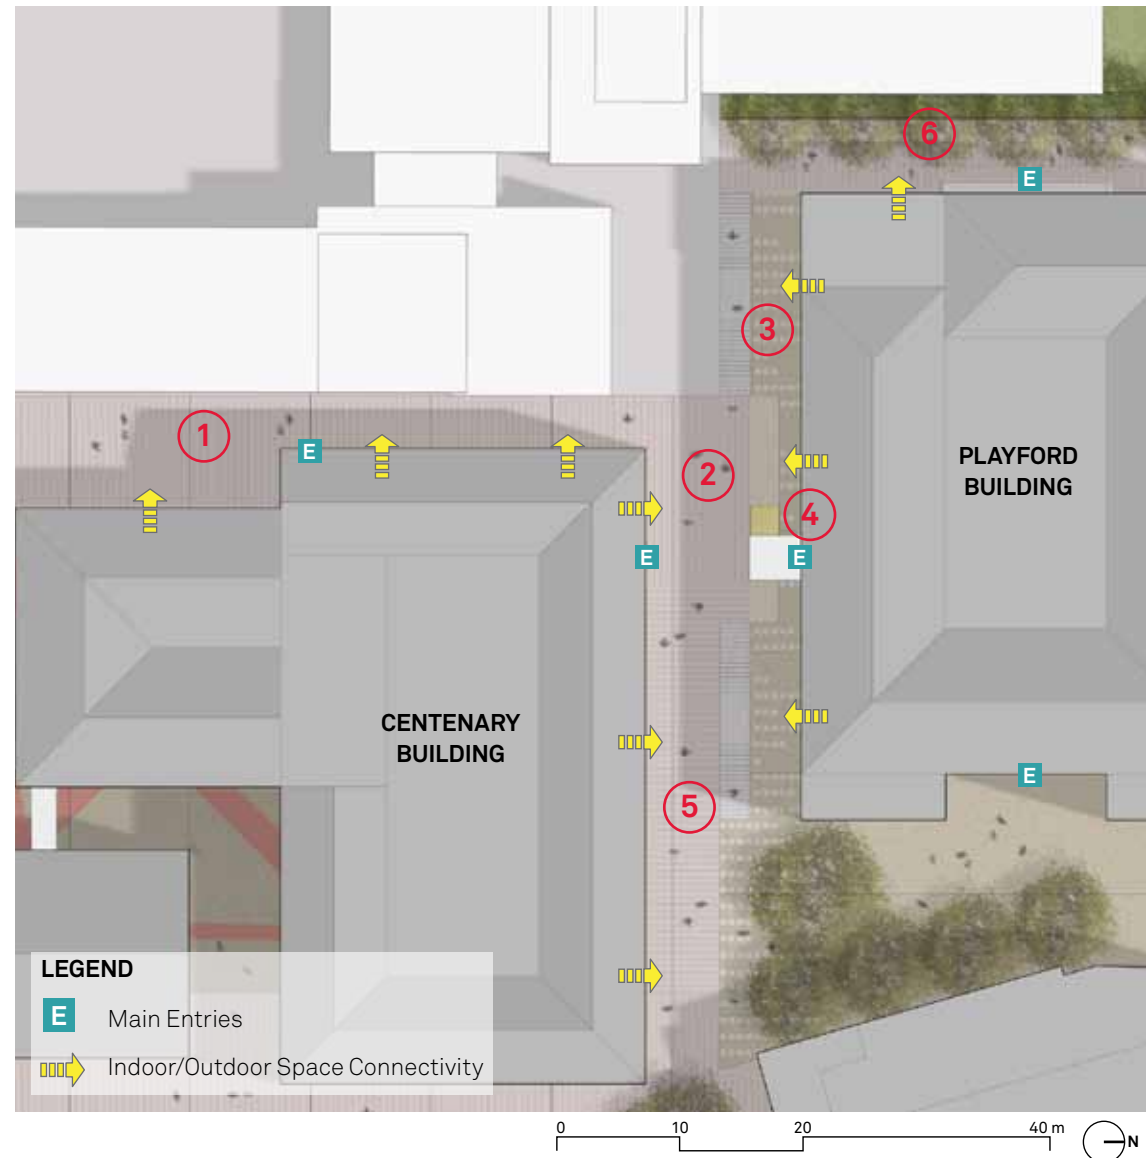 6
E
3
1
E
2
PLAYFORD
BUILDING
4
E
E
CENTENARY
BUILDING
E
5
LEGEND
E Main Entries
Indoor/Outdoor Space Connectivity
0 10 20 40 m
N